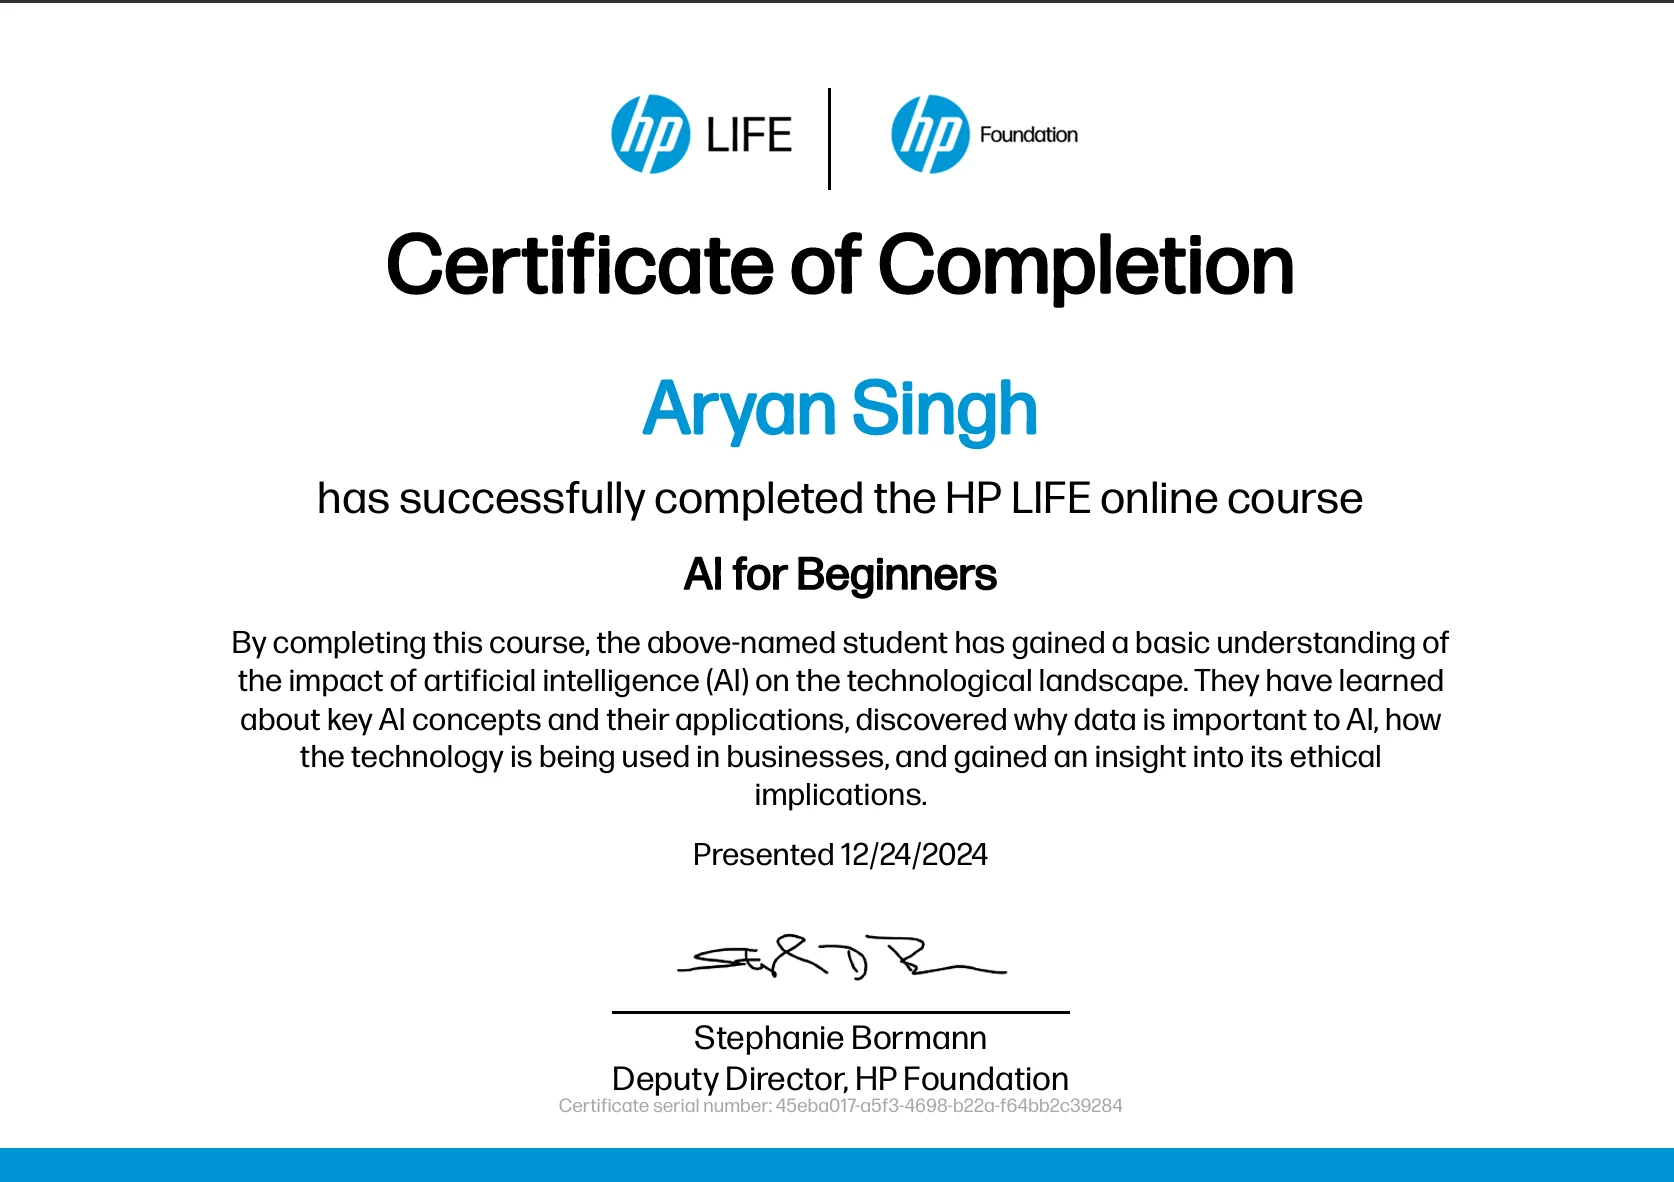 hp LIFE
hp Foundation
Certificate of Completion
Aryan Singh
has successfully completed the HP LIFE online course
AI for Beginners
By completing this course, the above-named student has gained a basic understanding of
the impact of artificial intelligence (AI) on the technological landscape. They have learned
about key AI concepts and their applications, discovered why data is important to AI, how
the technology is being used in businesses, and gained an insight into its ethical
implications.
Presented 12/24/2024
Stephanie Bormann
Deputy Director, HP Foundation
Certificate serial number: 45eba017-a5f3-4698-b22a-f64bb2c39284